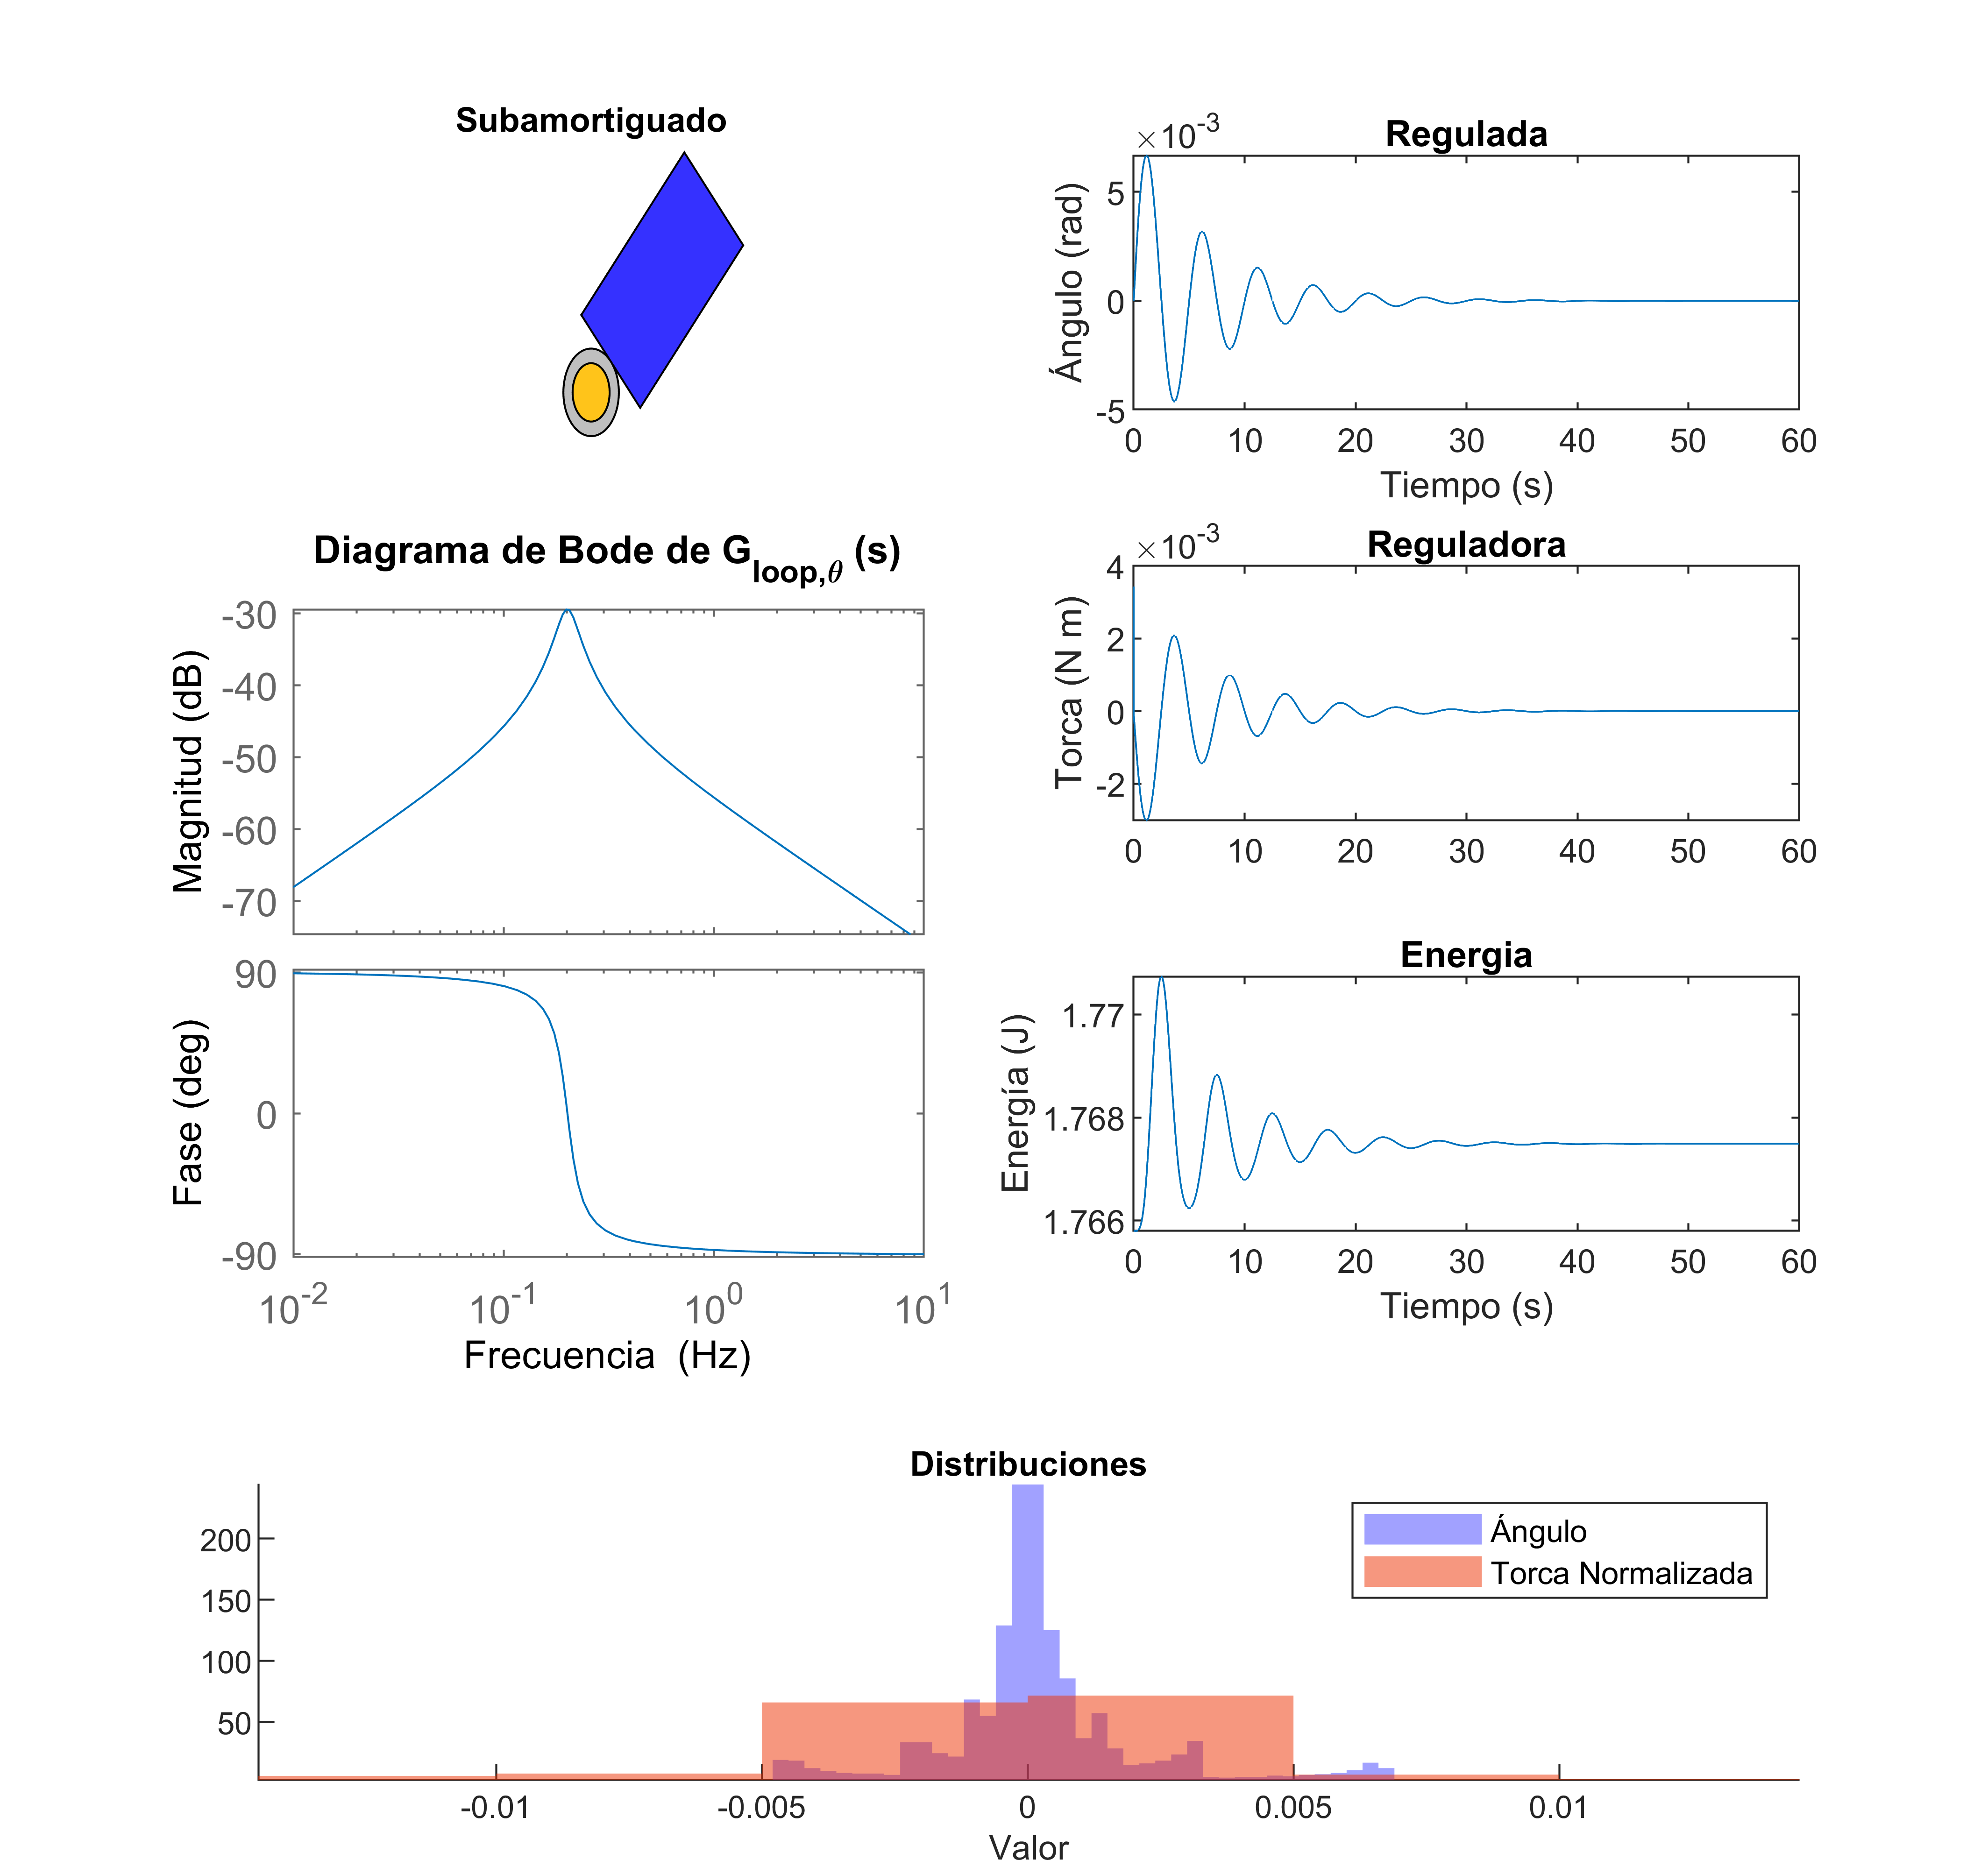 Subamortiguado
Diagrama de Bode de G_loop,θ (s)
Magnitud (dB)
-30
-40
-50
-60
-70
Fase (deg)
90
0
-90
10^-2 10^-1 10^0 10^1
Frecuencia (Hz)
×10^-3
Regulada
Ángulo (rad)
5
0
-5
0 10 20 30 40 50 60
Tiempo (s)
×10^-3
Reguladora
Torca (N m)
4
2
0
-2
0 10 20 30 40 50 60
Energia
Energía (J)
1.77
1.768
1.766
0 10 20 30 40 50 60
Tiempo (s)
Distribuciones
200
150
100
50
Ángulo
Torca Normalizada
-0.01 -0.005 0 0.005 0.01
Valor